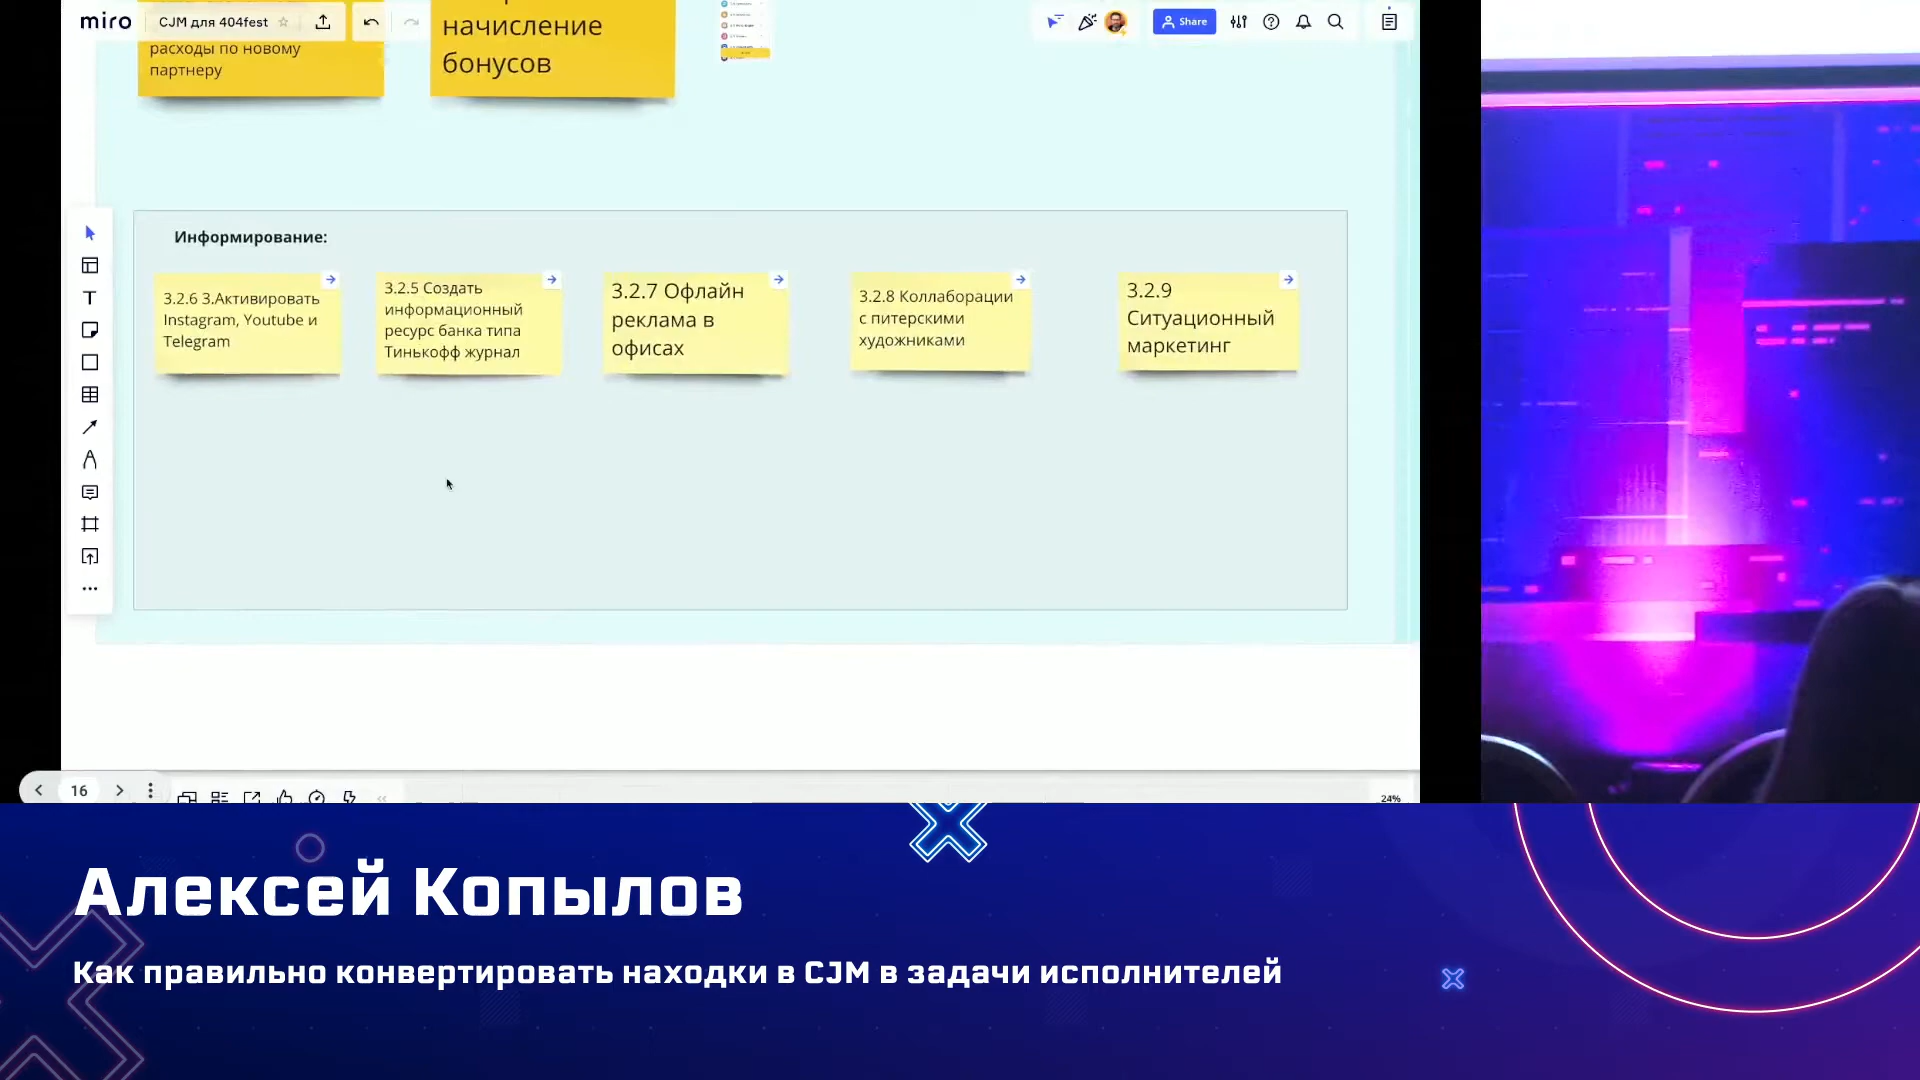 miro
CJM для 404fest
Share
расходы по новому
партнеру
начисление
бонусов
Информирование:
3.2.6 3.Активировать
Instagram, Youtube и
Telegram
3.2.5 Создать
информационный
ресурс банка типа
Тинькофф журнал
3.2.7 Офлайн
реклама в
офисах
3.2.8 Коллаборации
с питерскими
художниками
3.2.9
Ситуационный
маркетинг
16
24%
Алексей Копылов
Как правильно конвертировать находки в CJM в задачи исполнителей